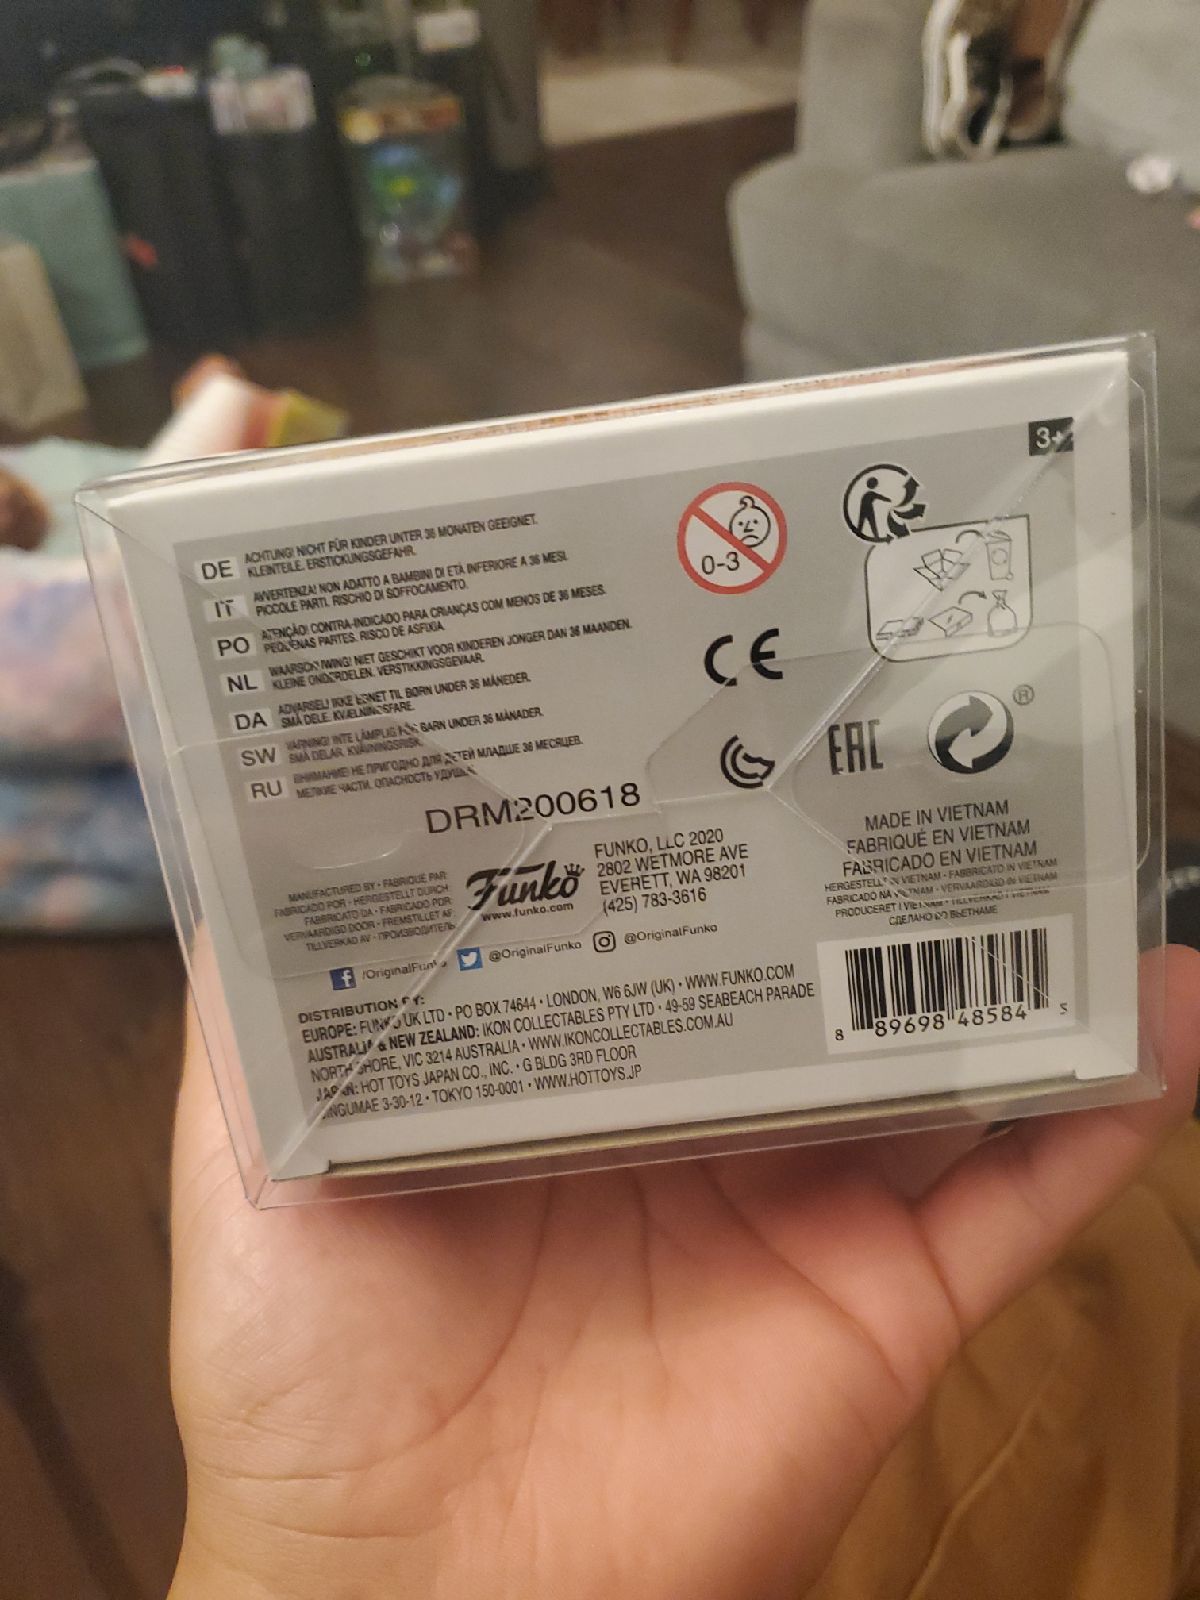 3+
DE ACHTUNG! NICHT FÜR KINDER UNTER 36 MONATEN GEEIGNET.
KLEINTEILE. ERSTICKUNGSGEFAHR.
IT AVVERTENZA! NON ADATTO A BAMBINI DI ETÀ INFERIORE A 36 MESI.
PICCOLE PARTI. RISCHIO DI SOFFOCAMENTO.
PO ATENÇÃO! CONTRA-INDICADO PARA CRIANÇAS COM MENOS DE 36 MESES.
PEQUENAS PARTES. RISCO DE ASFIXIA.
NL WAARSCHUWING! NIET GESCHIKT VOOR KINDEREN JONGER DAN 36 MAANDEN.
KLEINE ONDERDELEN. VERSTIKKINGSGEVAAR.
DA ADVARSEL! IKKE EGNET TIL BØRN UNDER 36 MÅNEDER.
SMÅ DELE. KVÆLNINGSFARE.
SW VARNING! INTE LÄMPLIG FÖR BARN UNDER 36 MÅNADER.
SMÅ DELAR. KVÄVNINGSRISK.
RU ВНИМАНИЕ! НЕ ПРИГОДНО ДЛЯ ДЕТЕЙ МЛАДШЕ 36 МЕСЯЦЕВ.
МЕЛКИЕ ЧАСТИ. ОПАСНОСТЬ
0-3
CE
EAC
®
DRM200618
MANUFACTURED BY • FABRIQUÉ PAR
FABRICADO POR • HERGESTELLT DURCH
FABBRICATO DA • FABRICADO POR
VERVAARDIGD DOOR • FREMSTILLET AF
TILLVERKAD AV • ПРОИЗВОДИТЕЛЬ
Funko
www.funko.com
FUNKO, LLC 2020
2802 WETMORE AVE
EVERETT, WA 98201
(425) 783-3616
MADE IN VIETNAM
FABRIQUÉ EN VIETNAM
FABRICADO EN VIETNAM
HERGESTELLT IN VIETNAM • FABBRICATO IN VIETNAM
FABRICADO NA VIETNAM • VERVAARDIGD IN VIETNAM
PRODUCERET I VIETNAM • TILLVERKAD I VIETNAM
СДЕЛАНО ВО ВЬЕТНАМЕ
f /OriginalFunko @OriginalFunko @OriginalFunko
DISTRIBUTION BY:
EUROPE: FUNKO UK LTD • PO BOX 74644 • LONDON, W6 6JW (UK) • WWW.FUNKO.COM
AUSTRALIA & NEW ZEALAND: IKON COLLECTABLES PTY LTD • 49-59 SEABEACH PARADE
NORTH SHORE, VIC 3214 AUSTRALIA • WWW.IKONCOLLECTABLES.COM.AU
JAPAN: HOT TOYS JAPAN CO., INC. • G BLDG 3RD FLOOR
JINGUMAE 3-30-12 • TOKYO 150-0001 • WWW.HOTTOYS.JP
8 89698 48584 5